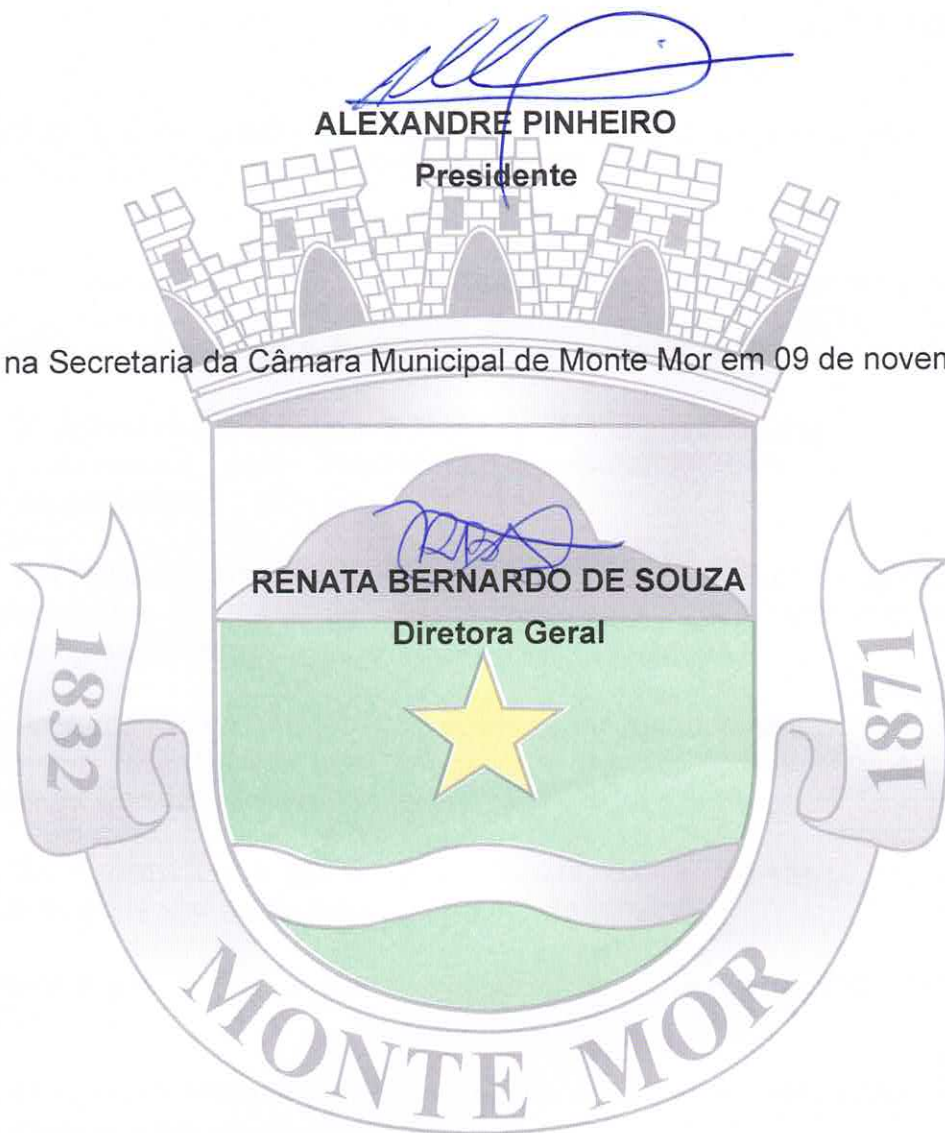 ALEXANDRE PINHEIRO
Presidente
na Secretaria da Câmara Municipal de Monte Mor em 09 de novem
RENATA BERNARDO DE SOUZA
Diretora Geral
1832
1871
MONTE MOR